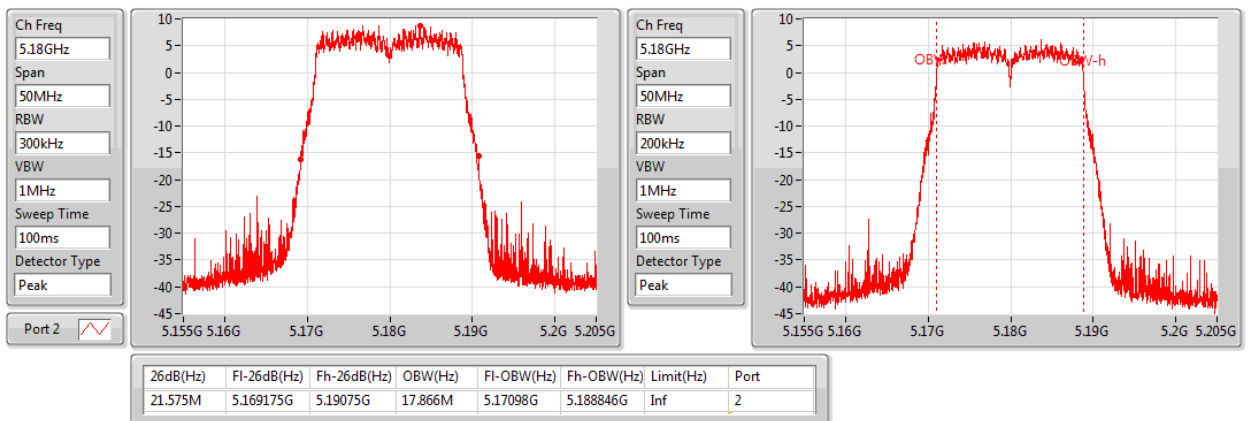 Ch Freq
5.18GHz
Span
50MHz
RBW
300kHz
VBW
1MHz
Sweep Time
100ms
Detector Type
Peak
Port 2
10
5
0
-5
-10
-15
-20
-25
-30
-35
-40
-45
5.155G 5.16G 5.17G 5.18G 5.19G 5.2G 5.205G
Ch Freq
5.18GHz
Span
50MHz
RBW
200kHz
VBW
1MHz
Sweep Time
100ms
Detector Type
Peak
10
5
0
-5
-10
-15
-20
-25
-30
-35
-40
-45
5.155G 5.16G 5.17G 5.18G 5.19G 5.2G 5.205G
26dB(Hz) Fl-26dB(Hz) Fh-26dB(Hz) OBW(Hz) Fl-OBW(Hz) Fh-OBW(Hz) Limit(Hz) Port
21.575M 5.169175G 5.19075G 17.866M 5.17098G 5.188846G Inf 2